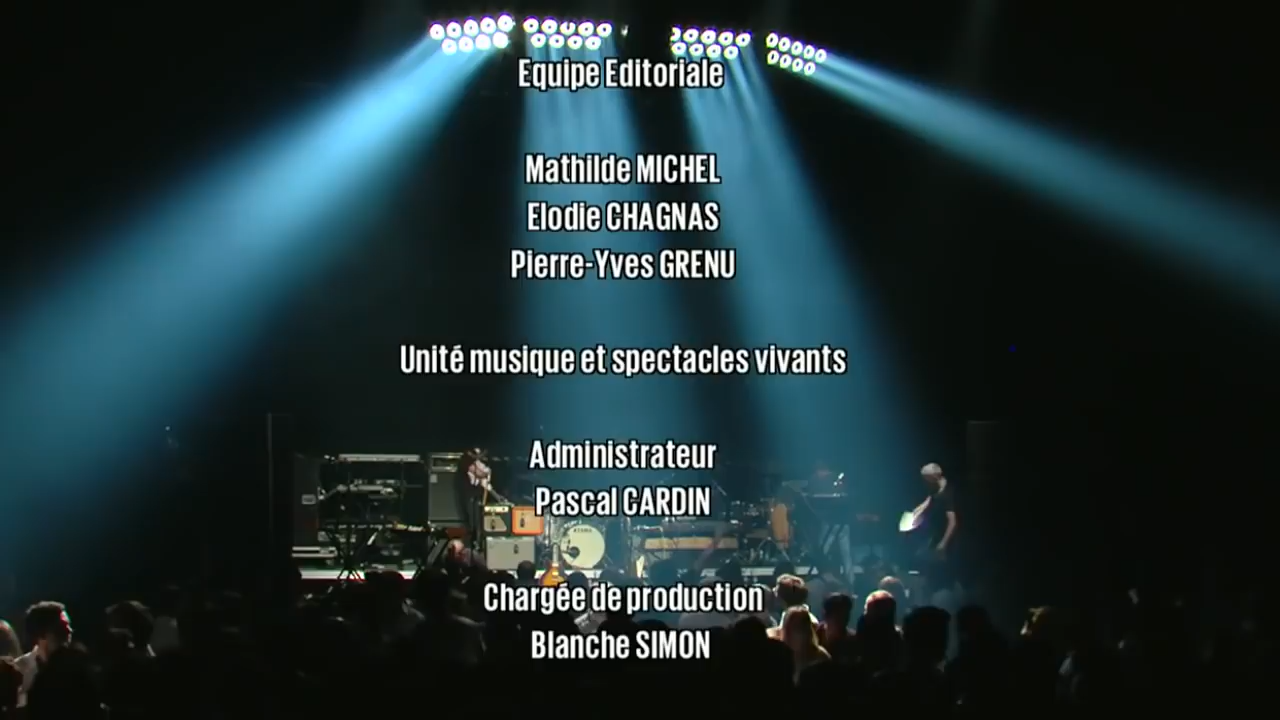 Equipe Editoriale
Mathilde MICHEL
Elodie CHAGNAS
Pierre-Yves GRENU
Unité musique et spectacles vivants
Administrateur
Pascal CARDIN
Chargée de production
Blanche SIMON